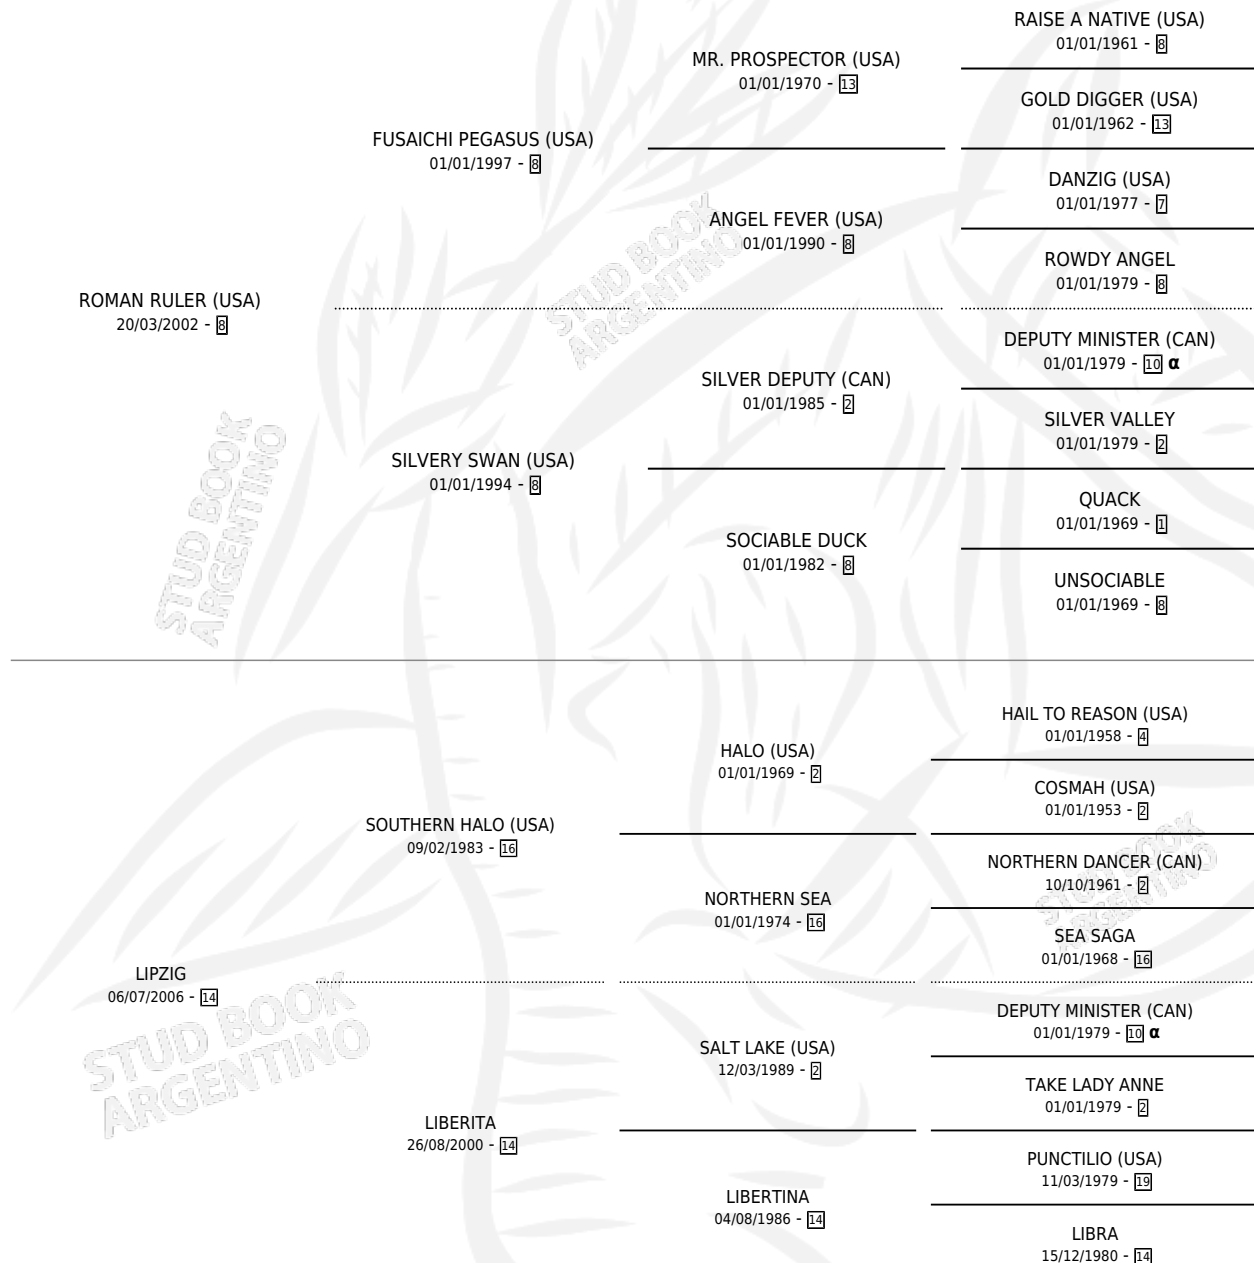 RAISE A NATIVE (USA)
01/01/1961 - 8
MR. PROSPECTOR (USA)
01/01/1970 - 13
GOLD DIGGER (USA)
01/01/1962 - 13
FUSAICHI PEGASUS (USA)
01/01/1997 - 8
DANZIG (USA)
01/01/1977 - 7
ANGEL FEVER (USA)
01/01/1990 - 8
ROWDY ANGEL
01/01/1979 - 8
ROMAN RULER (USA)
20/03/2002 - 8
DEPUTY MINISTER (CAN)
01/01/1979 - 10 α
SILVER DEPUTY (CAN)
01/01/1985 - 2
SILVER VALLEY
01/01/1979 - 2
SILVERY SWAN (USA)
01/01/1994 - 8
QUACK
01/01/1969 - 1
SOCIABLE DUCK
01/01/1982 - 8
UNSOCIABLE
01/01/1969 - 8
HAIL TO REASON (USA)
01/01/1958 - 4
HALO (USA)
01/01/1969 - 2
COSMAH (USA)
01/01/1953 - 2
SOUTHERN HALO (USA)
09/02/1983 - 16
NORTHERN DANCER (CAN)
10/10/1961 - 2
NORTHERN SEA
01/01/1974 - 16
SEA SAGA
01/01/1968 - 16
LIPZIG
06/07/2006 - 14
DEPUTY MINISTER (CAN)
01/01/1979 - 10 α
SALT LAKE (USA)
12/03/1989 - 2
TAKE LADY ANNE
01/01/1979 - 2
LIBERITA
26/08/2000 - 14
PUNCTILIO (USA)
11/03/1979 - 19
LIBERTINA
04/08/1986 - 14
LIBRA
15/12/1980 - 14
STUD BOOK
ARGENTINO
STUD BOOK
ARGENTINO
STUD BOOK
ARGENTINO
STUD BOOK
ARGENTINO